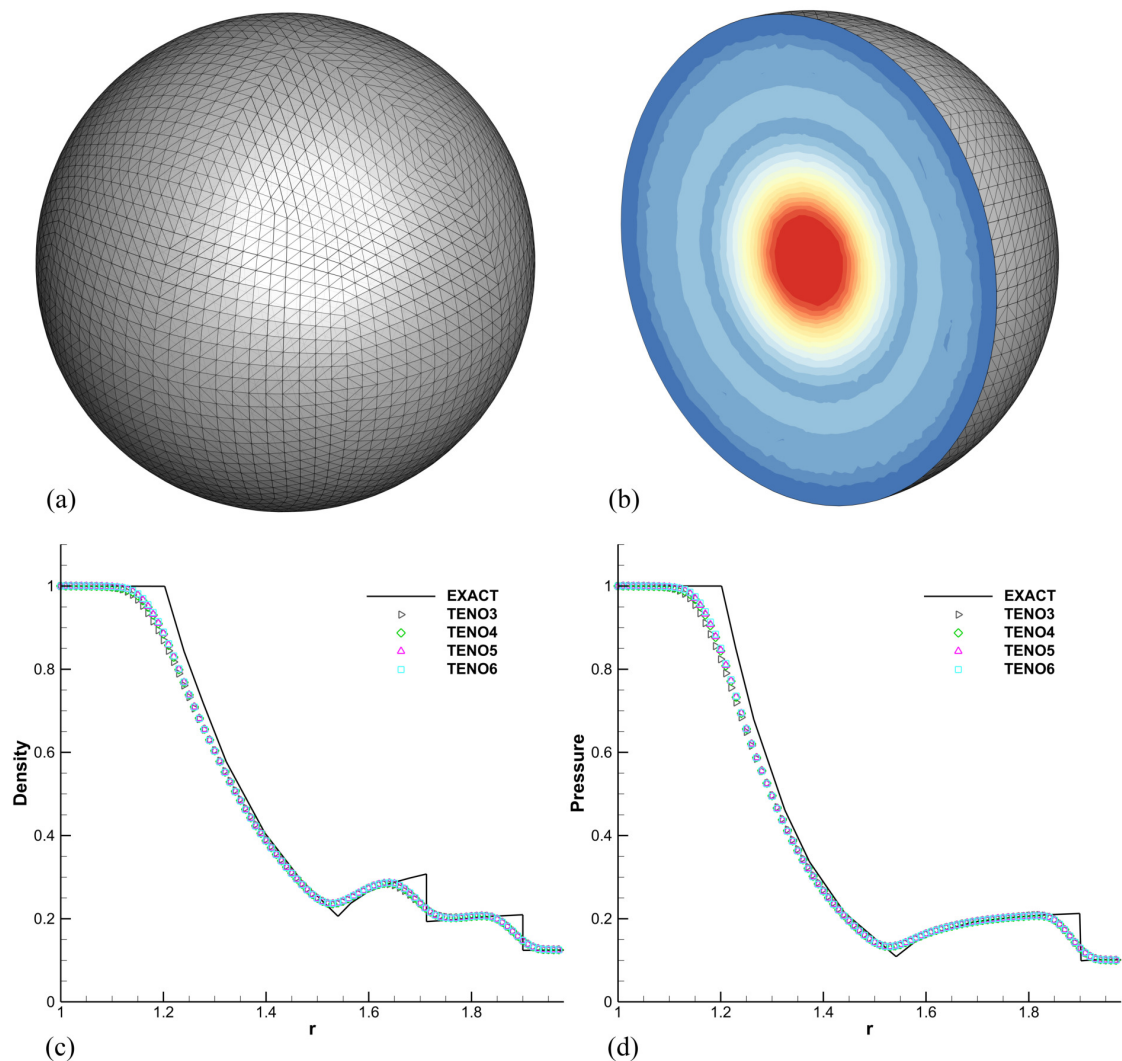 (a)
(b)
1
0.8
0.6
0.4
0.2
0
Density
EXACT
TENO3
TENO4
TENO5
TENO6
1
1.2
1.4
1.6
1.8
r
(c)
1
0.8
0.6
0.4
0.2
0
Pressure
EXACT
TENO3
TENO4
TENO5
TENO6
1
1.2
1.4
1.6
1.8
r
(d)